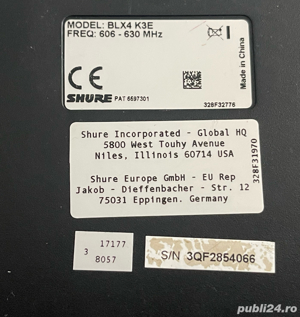 MODEL: BLX4 K3E
FREQ: 606 - 630 MHz
Made in China
SHURE PAT 6697301
328F32776
Shure Incorporated - Global HQ
5800 West Touhy Avenue
Niles, Illinois 60714 USA
Shure Europe GmbH - EU Rep
Jakob - Dieffenbacher - Str. 12
75031 Eppingen. Germany
328F31970
17177
3
8057
S/N 3QF2854066
publi24.ro